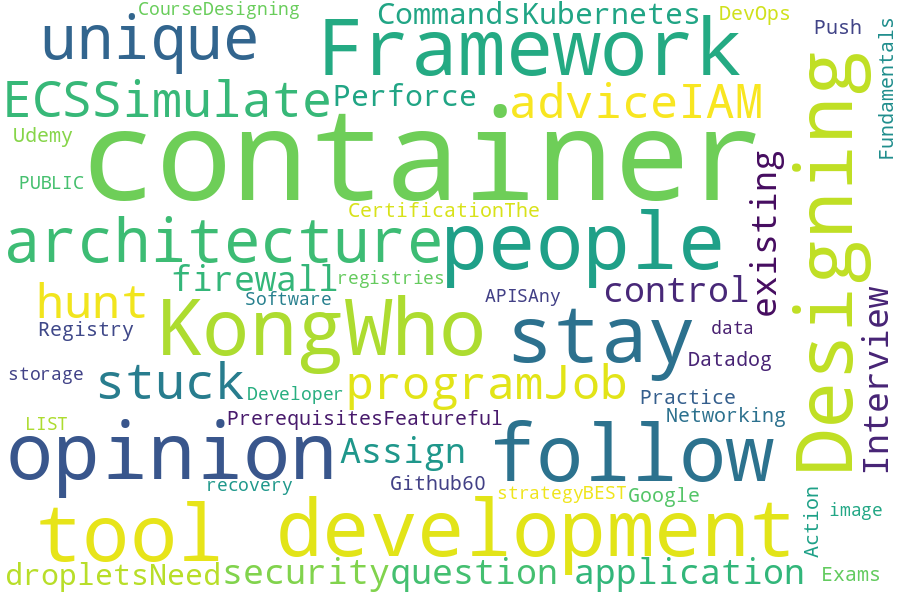 CourseDesigning
CommandsKubernetes
DevOps
unique
Framework
Push
Fundamentals
ECSSimulate
Perforce
adviceIAM
Designing
Udemy
container
PUBLIC
existing
CertificationThe
architecture
people
firewall
registries
control
hunt
Software
APISAny
Interview
Registry
KongWho
stay
data
storage
stuck
programJob
Datadog
Developer
Practice
LIST
PrerequisitesFeatureful
Networking
opinion
Assign
follow
recovery
Github6O
strategyBEST
Google
Action
image
tool
development
dropletsNeed
security
question
application
Exams